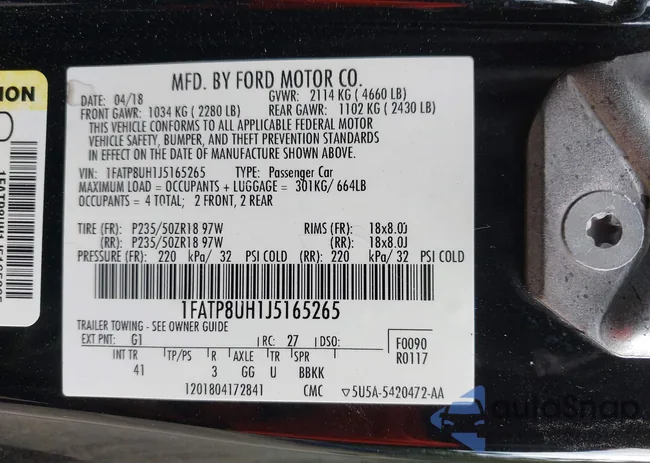 MFD. BY FORD MOTOR CO.
DATE: 04/18 GVWR: 2114 KG ( 4660 LB)
FRONT GAWR: 1034 KG ( 2280 LB) REAR GAWR: 1102 KG ( 2430 LB)
THIS VEHICLE CONFORMS TO ALL APPLICABLE FEDERAL MOTOR
VEHICLE SAFETY, BUMPER, AND THEFT PREVENTION STANDARDS
IN EFFECT ON THE DATE OF MANUFACTURE SHOWN ABOVE.
VIN: 1FATP8UH1J5165265 TYPE: Passenger Car
MAXIMUM LOAD = OCCUPANTS + LUGGAGE = 301KG/ 664LB
OCCUPANTS = 4 TOTAL; 2 FRONT, 2 REAR
TIRE (FR): P235/50ZR18 97W RIMS (FR): 18x8.0J
(RR): P235/50ZR18 97W (RR): 18x8.0J
PRESSURE (FR): 220 kPa/ 32 PSI COLD (RR): 220 kPa/ 32 PSI COLD
1FATP8UH1J5165265
TRAILER TOWING - SEE OWNER GUIDE
EXT PNT: G1 RC: 27 DSO: F0090
INT TR TP/PS R AXLE TR SPR R0117
41 3 GG U BBKK
1201804172841 CMC ▽5U5A-5420472-AA
autoSnap